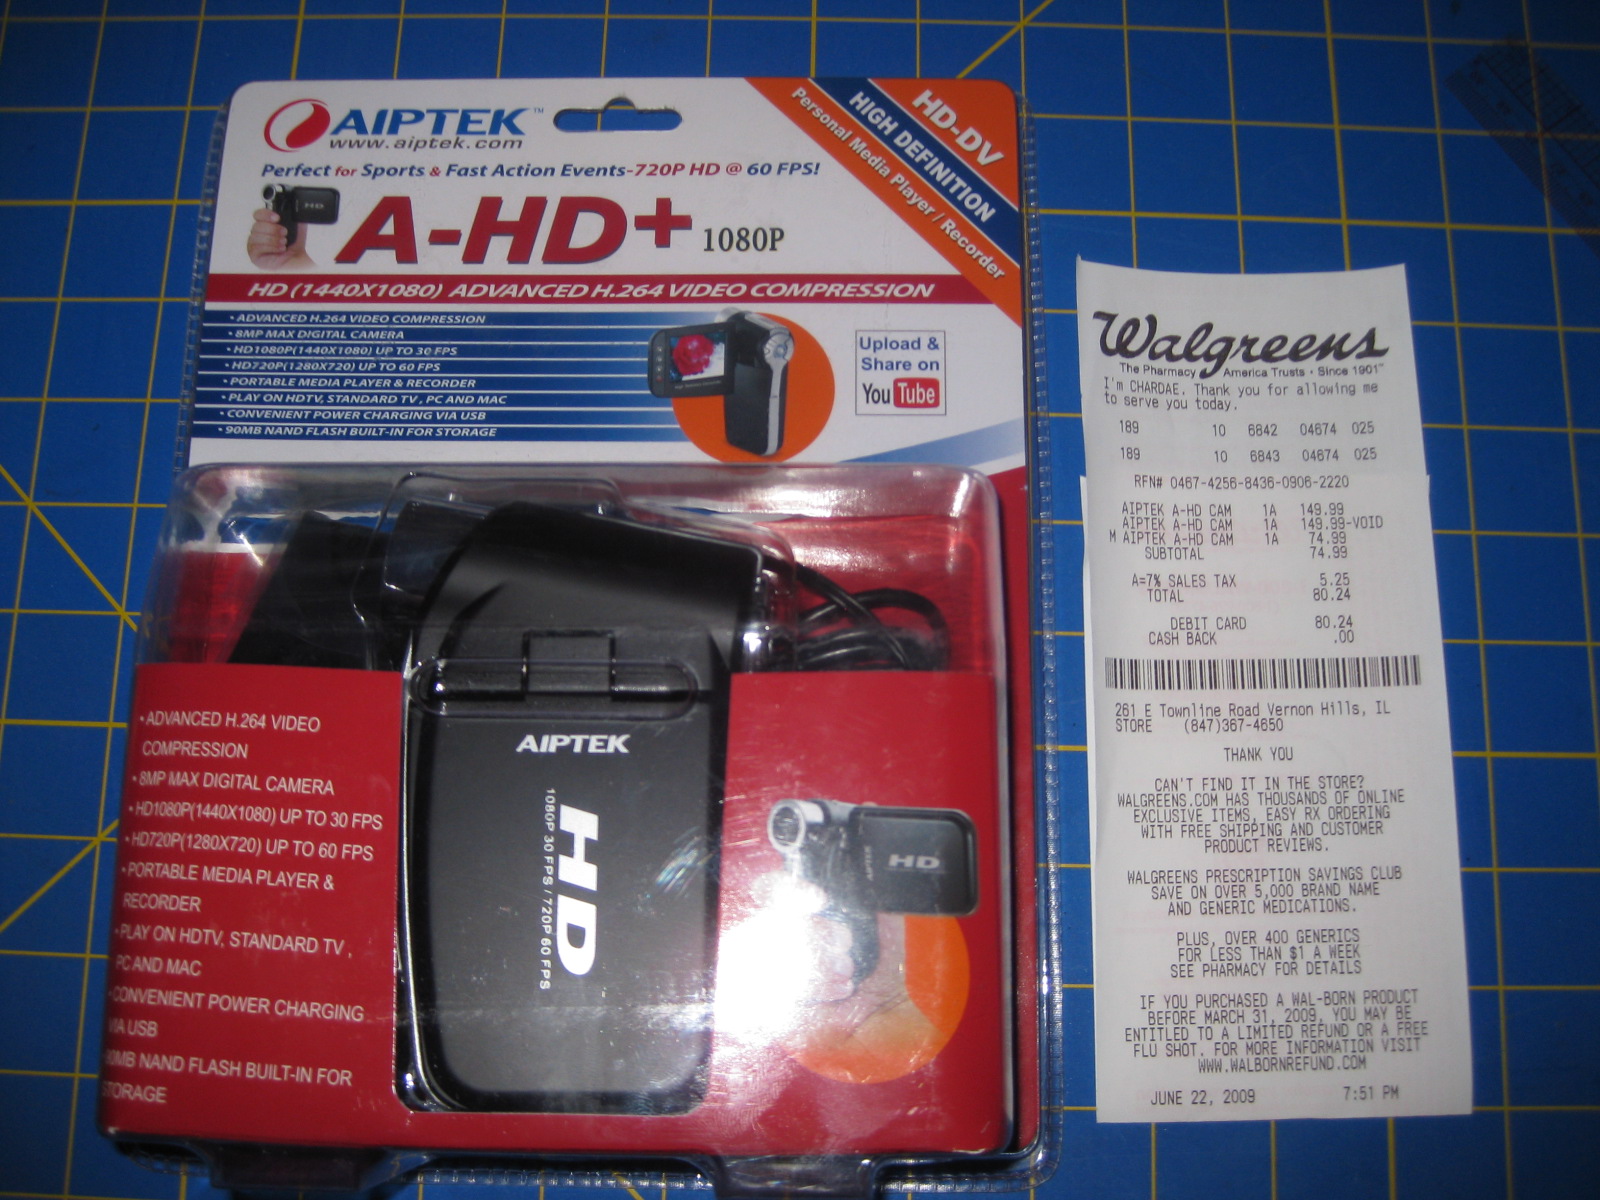 AIPTEK™
www.aiptek.com
Perfect for Sports & Fast Action Events-720P HD @ 60 FPS!
HD
A-HD+ 1080P
HD-DV
HIGH DEFINITION
Personal Media Player / Recorder
HD (1440X1080) ADVANCED H.264 VIDEO COMPRESSION
• ADVANCED H.264 VIDEO COMPRESSION
• 8MP MAX DIGITAL CAMERA
• HD1080P(1440X1080) UP TO 30 FPS
• HD720P(1280X720) UP TO 60 FPS
• PORTABLE MEDIA PLAYER & RECORDER
• PLAY ON HDTV, STANDARD TV , PC AND MAC
• CONVENIENT POWER CHARGING VIA USB
• 90MB NAND FLASH BUILT-IN FOR STORAGE
Upload &
Share on
YouTube
AIPTEK
HD
1080P 30 FPS / 720P 60 FPS
• ADVANCED H.264 VIDEO
COMPRESSION
• 8MP MAX DIGITAL CAMERA
• HD1080P(1440X1080) UP TO 30 FPS
• HD720P(1280X720) UP TO 60 FPS
• PORTABLE MEDIA PLAYER &
RECORDER
• PLAY ON HDTV, STANDARD TV ,
PC AND MAC
• CONVENIENT POWER CHARGING
VIA USB
90MB NAND FLASH BUILT-IN FOR
STORAGE
AIPTEK
HD
Walgreens
The Pharmacy America Trusts • Since 1901℠
I'm CHARDAE. Thank you for allowing me
to serve you today.
189 10 6842 04674 025
189 10 6843 04674 025
RFN# 0467-4256-8436-0906-2220
AIPTEK A-HD CAM 1A 149.99
AIPTEK A-HD CAM 1A 149.99-VOID
M AIPTEK A-HD CAM 1A 74.99
SUBTOTAL 74.99
A=7% SALES TAX 5.25
TOTAL 80.24
DEBIT CARD 80.24
CASH BACK .00
261 E Townline Road Vernon Hills, IL
STORE (847)367-4650
THANK YOU
CAN'T FIND IT IN THE STORE?
WALGREENS.COM HAS THOUSANDS OF ONLINE
EXCLUSIVE ITEMS, EASY RX ORDERING
WITH FREE SHIPPING AND CUSTOMER
PRODUCT REVIEWS.
WALGREENS PRESCRIPTION SAVINGS CLUB
SAVE ON OVER 5,000 BRAND NAME
AND GENERIC MEDICATIONS.
PLUS, OVER 400 GENERICS
FOR LESS THAN $1 A WEEK
SEE PHARMACY FOR DETAILS
IF YOU PURCHASED A WAL-BORN PRODUCT
BEFORE MARCH 31, 2009, YOU MAY BE
ENTITLED TO A LIMITED REFUND OR A FREE
FLU SHOT. FOR MORE INFORMATION VISIT
WWW.WALBORNREFUND.COM
JUNE 22, 2009 7:51 PM